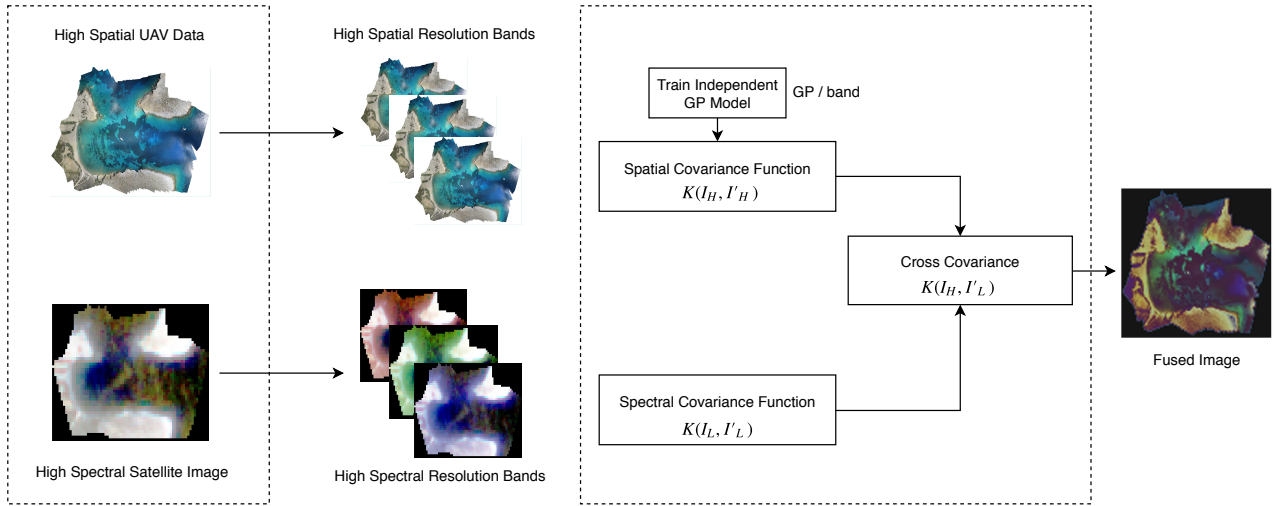 High Spatial UAV Data
High Spatial Resolution Bands
Train Independent
GP Model
GP / band
Spatial Covariance Function
K(I_H, I'_H)
Cross Covariance
K(I_H, I'_L)
Fused Image
Spectral Covariance Function
K(I_L, I'_L)
High Spectral Satellite Image
High Spectral Resolution Bands